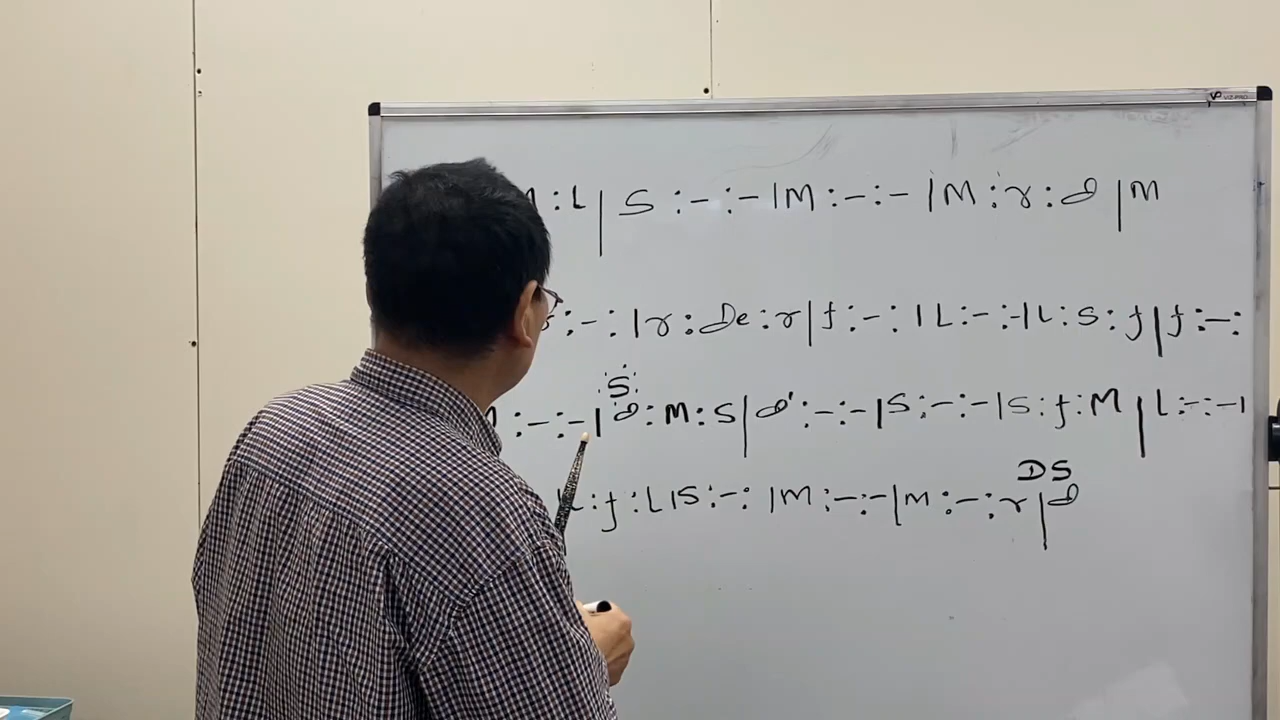 : L | S : - : - | M : - : - | M : r : d | M
: - : | r : De : r | f : - : | L : - : - | L : S : f | f : - :
S
: - : - | d : M : S | d' : - : - | S : - : - | S : f : M | L : - : - |
DS
: f : L | S : - : | M : - : - | m : - : r | d